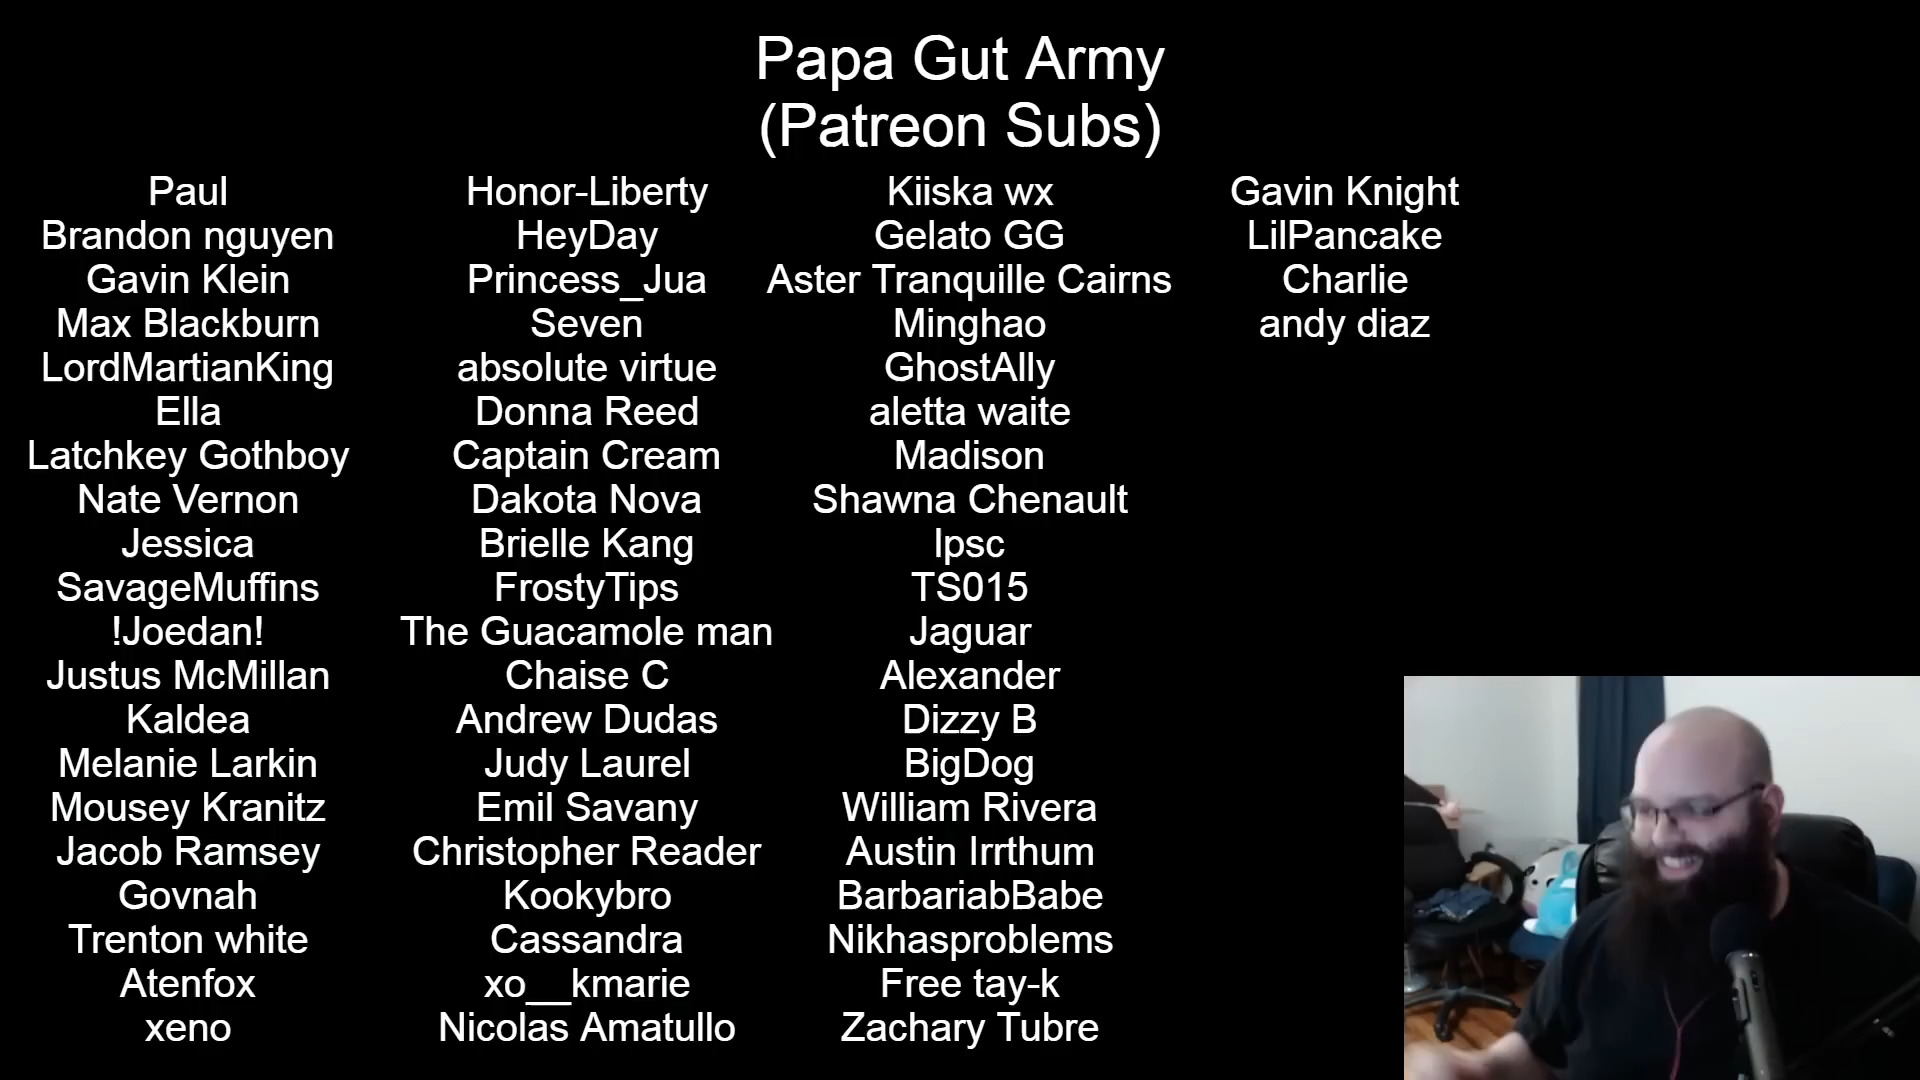 Papa Gut Army
(Patreon Subs)
Paul
Brandon nguyen
Gavin Klein
Max Blackburn
LordMartianKing
Ella
Latchkey Gothboy
Nate Vernon
Jessica
SavageMuffins
!Joedan!
Justus McMillan
Kaldea
Melanie Larkin
Mousey Kranitz
Jacob Ramsey
Govnah
Trenton white
Atenfox
xeno
Honor-Liberty
HeyDay
Princess_Jua
Seven
absolute virtue
Donna Reed
Captain Cream
Dakota Nova
Brielle Kang
FrostyTips
The Guacamole man
Chaise C
Andrew Dudas
Judy Laurel
Emil Savany
Christopher Reader
Kookybro
Cassandra
xo__kmarie
Nicolas Amatullo
Kiiska wx
Gelato GG
Aster Tranquille Cairns
Minghao
GhostAlly
aletta waite
Madison
Shawna Chenault
Ipsc
TS015
Jaguar
Alexander
Dizzy B
BigDog
William Rivera
Austin Irrthum
BarbariabBabe
Nikhasproblems
Free tay-k
Zachary Tubre
Gavin Knight
LilPancake
Charlie
andy diaz